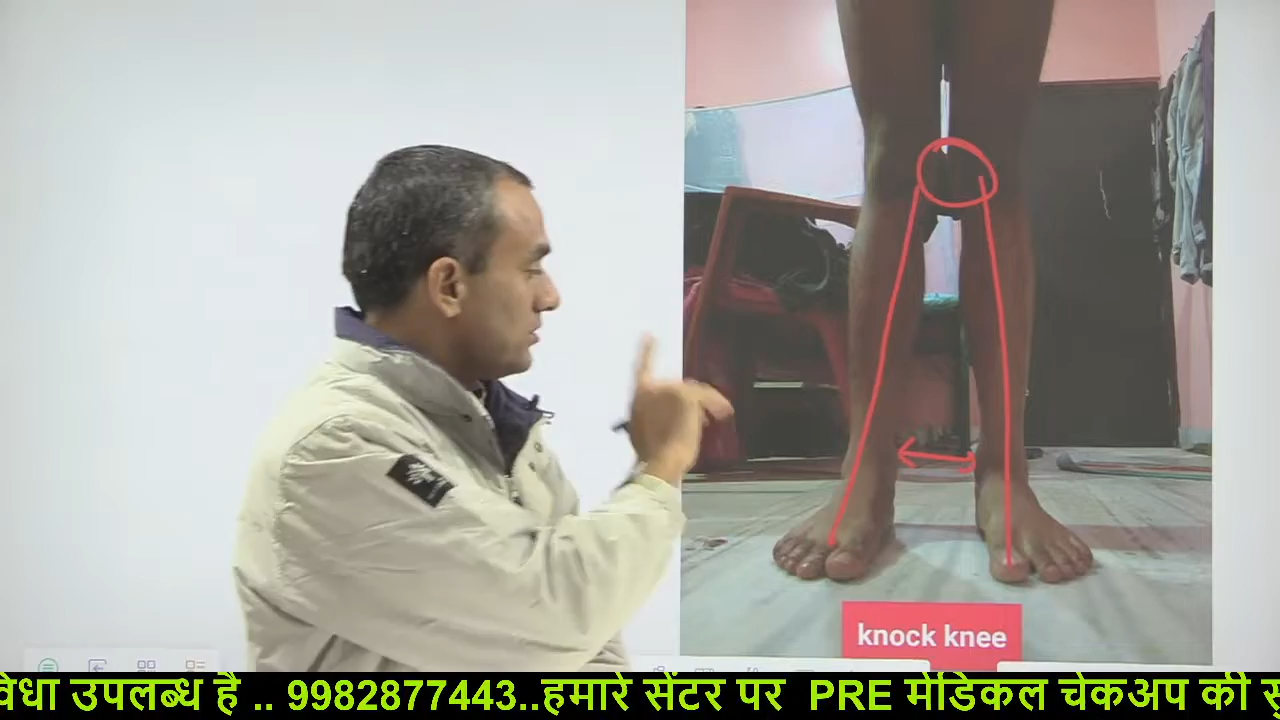 knock knee
विधा उपलब्ध है .. 9982877443..हमारे सेंटर पर PRE मेडिकल चेकअप की सु